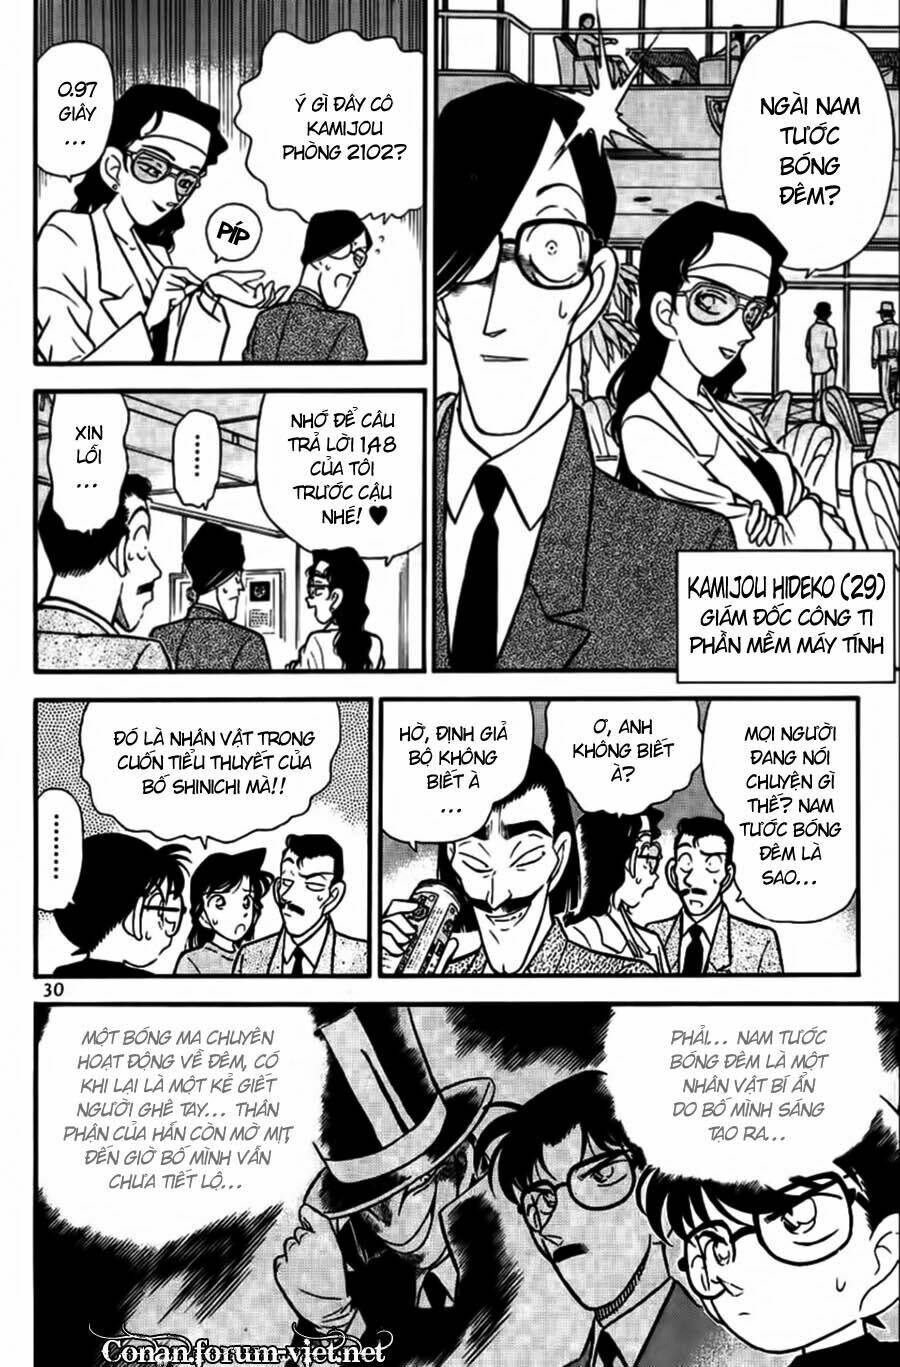 NGÀI NAM
TƯỚC
BÓNG
ĐÊM?
KAMIJOU HIDEKO (29)
GIÁM ĐỐC CÔNG TI
PHẦN MỀM MÁY TÍNH
Ý GÌ ĐÂY CÔ
KAMIJOU
PHÒNG 2102?
0.97
GIÂY
...
PÍP
NHỚ ĐỂ CÂU
TRẢ LỜI 148
CỦA TÔI
TRƯỚC CẬU
NHÉ! ♥
......
XIN
LỖI
...
MỌI NGƯỜI
ĐANG NÓI
CHUYỆN GÌ
THẾ? NAM
TƯỚC BÓNG
ĐÊM LÀ
SAO...
Ơ, ANH
KHÔNG BIẾT
À?
HỜ, ĐỊNH GIẢ
BỘ KHÔNG
BIẾT À
...
ĐÓ LÀ NHÂN VẬT TRONG
CUỐN TIỂU THUYẾT CỦA
BỐ SHINICHI MÀ!!
......
30
PHẢI... NAM TƯỚC
BÓNG ĐÊM LÀ MỘT
NHÂN VẬT BÍ ẨN
DO BỐ MÌNH SÁNG
TẠO RA...
MỘT BÓNG MA CHUYÊN
HOẠT ĐỘNG VỀ ĐÊM, CÓ
KHI LẠI LÀ MỘT KẺ GIẾT
NGƯỜI GHÊ TAY... THÂN
PHẬN CỦA HẮN CÒN MỜ MỊT,
ĐẾN GIỜ BỐ MÌNH VẪN
CHƯA TIẾT LỘ...
Conan.forum-viet.net